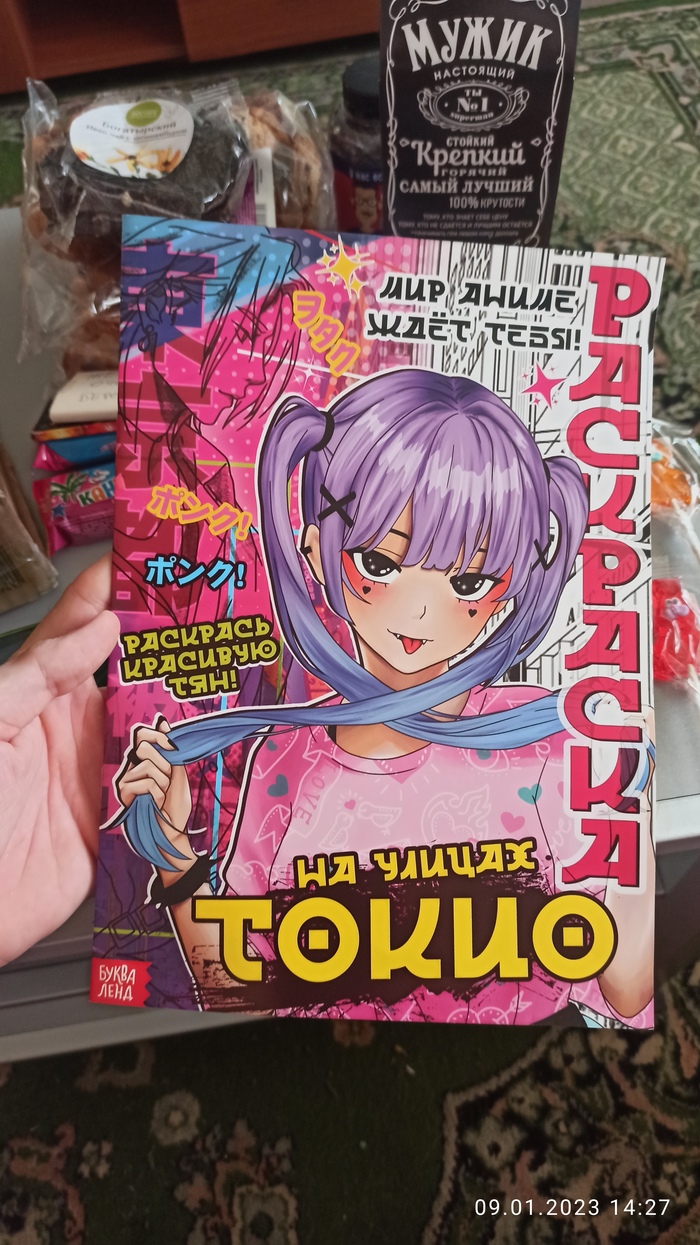 МУЖИК
НАСТОЯЩИЙ
ТЫ
№1
СТОЙКИЙ
Крепкий
ГОРЯЧИЙ
САМЫЙ ЛУЧШИЙ
100% КРУТОСТИ
Богатырский
МИР АНИМЕ
ЖДЁТ ТЕБЯ!
РАСКРАСКА
ヲタク
ポンク!
ポンク!
РАСКРАСЬ
КРАСИВУЮ
ТЯН!
LOVE
НА УЛИЦАХ
ТОКИО
БУКВА
ЛЕНД
09.01.2023 14:27